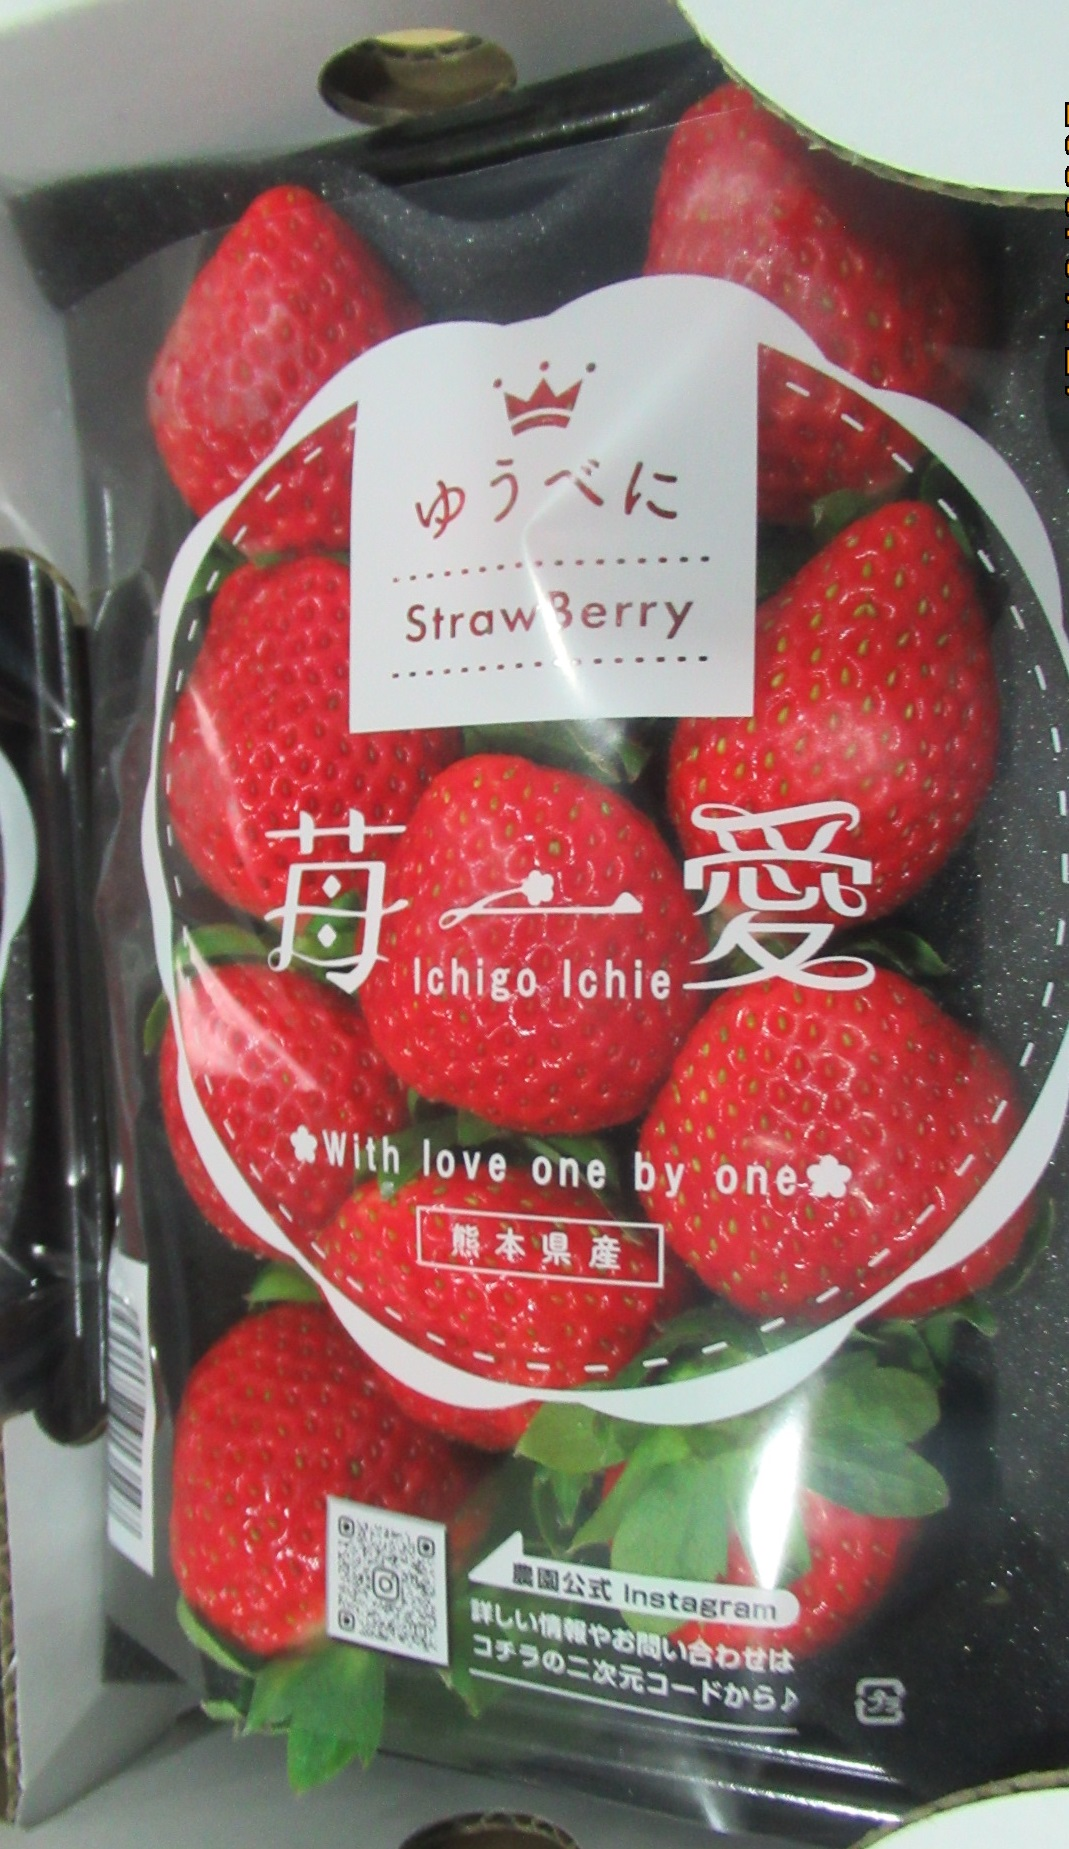 ゆうべに
StrawBerry
苺一愛
Ichigo Ichie
With love one by one
熊本県産
農園公式 Instagram
詳しい情報やお問い合わせは
コチラの二次元コードから♪
プラ